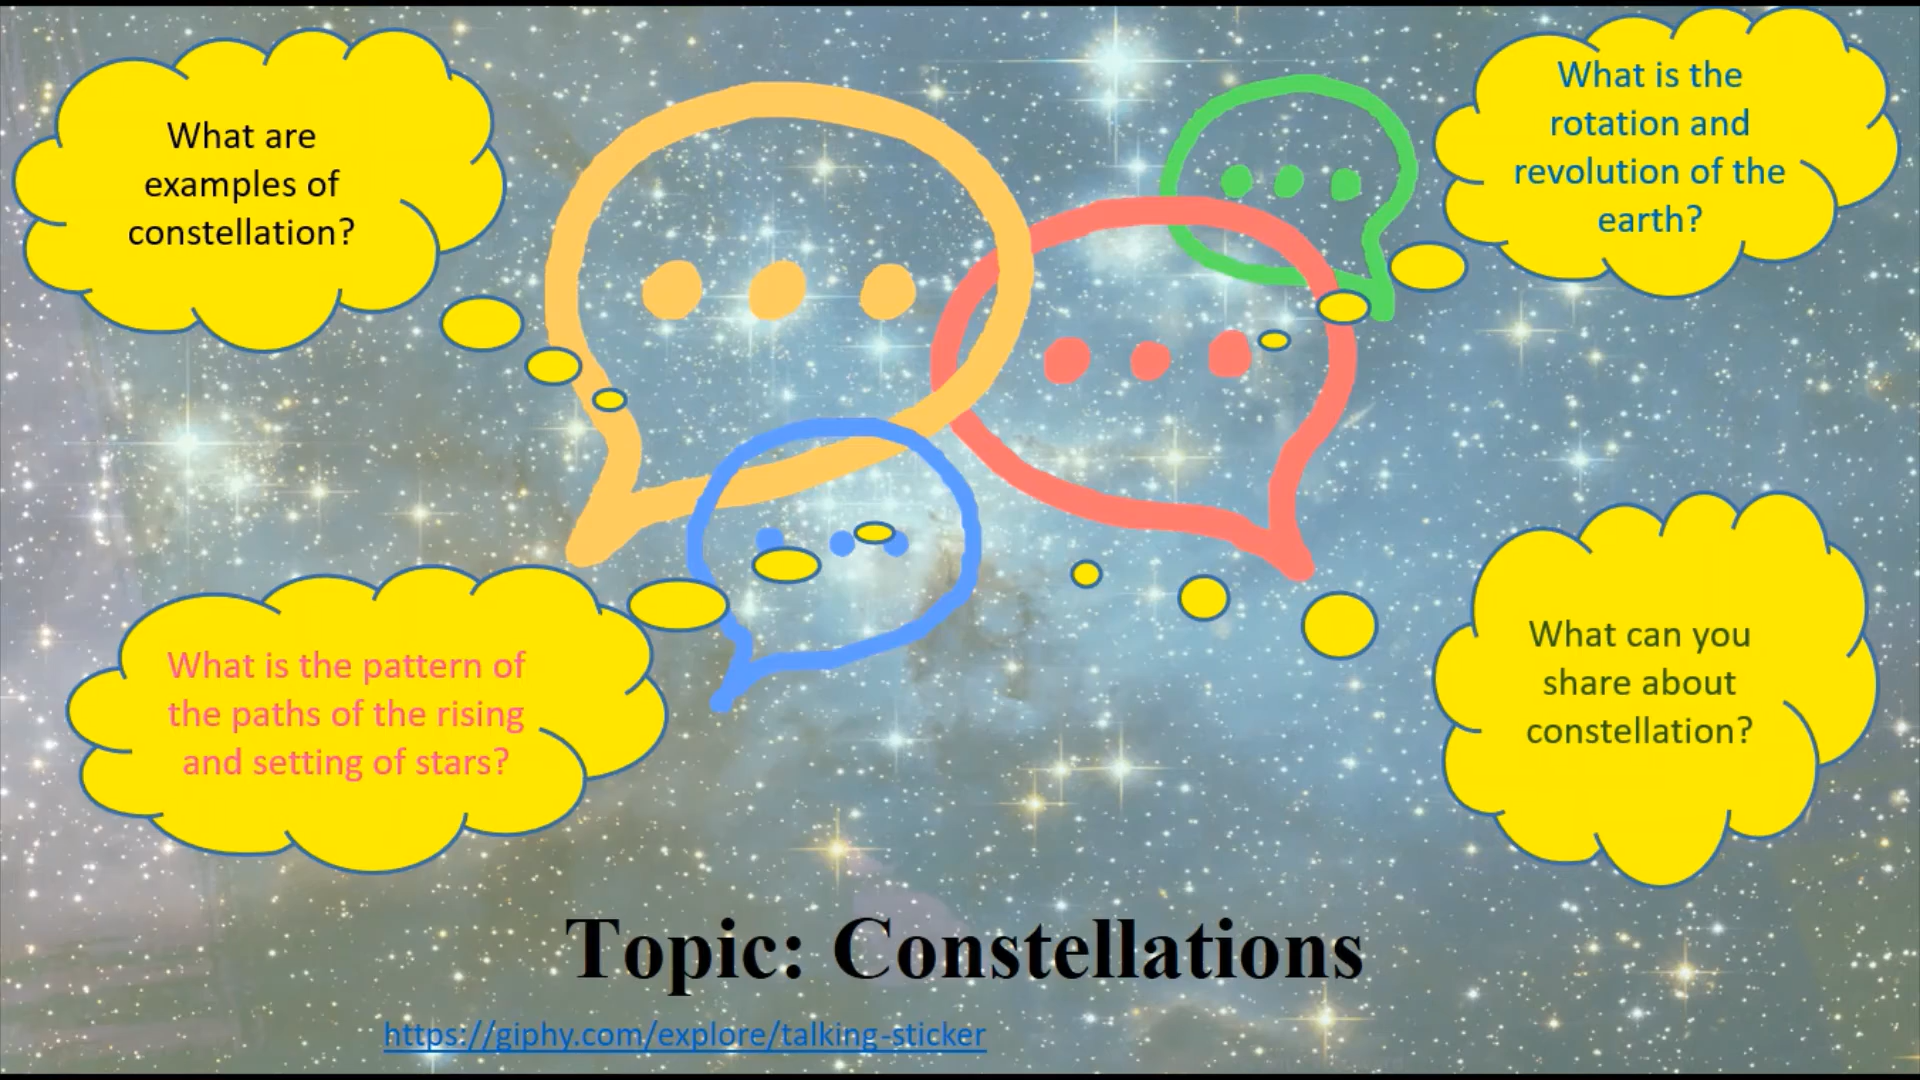 What are
examples of
constellation?
What is the
rotation and
revolution of the
earth?
What is the pattern of
the paths of the rising
and setting of stars?
What can you
share about
constellation?
Topic: Constellations
https://giphy.com/explore/talking-sticker